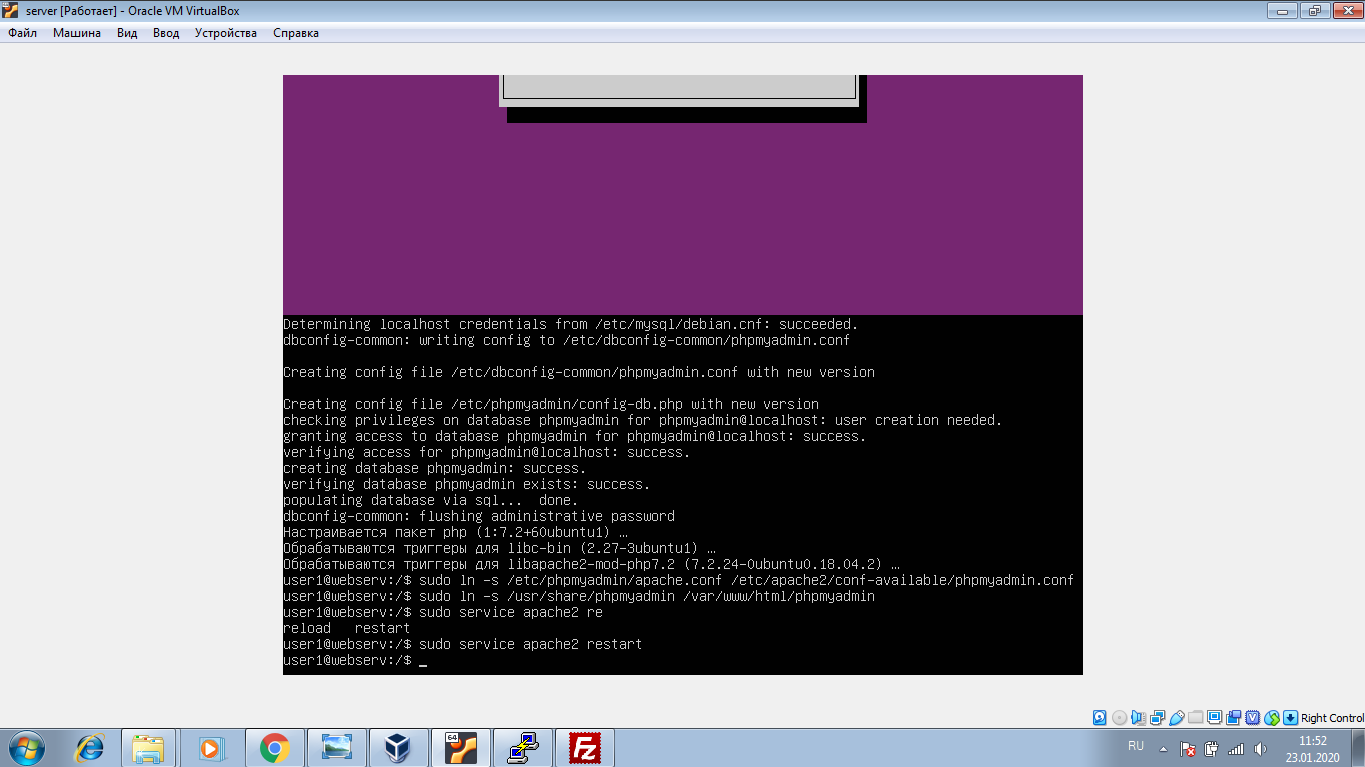 server [Работает] - Oracle VM VirtualBox
Файл Машина Вид Ввод Устройства Справка
Determining localhost credentials from /etc/mysql/debian.cnf: succeeded.
dbconfig-common: writing config to /etc/dbconfig-common/phpmyadmin.conf
Creating config file /etc/dbconfig-common/phpmyadmin.conf with new version
Creating config file /etc/phpmyadmin/config-db.php with new version
checking privileges on database phpmyadmin for phpmyadmin@localhost: user creation needed.
granting access to database phpmyadmin for phpmyadmin@localhost: success.
verifying access for phpmyadmin@localhost: success.
creating database phpmyadmin: success.
verifying database phpmyadmin exists: success.
populating database via sql...  done.
dbconfig-common: flushing administrative password
Настраивается пакет php (1:7.2+60ubuntu1) …
Обрабатываются триггеры для libc-bin (2.27-3ubuntu1) …
Обрабатываются триггеры для libapache2-mod-php7.2 (7.2.24-0ubuntu0.18.04.2) …
user1@webserv:/$ sudo ln -s /etc/phpmyadmin/apache.conf /etc/apache2/conf-available/phpmyadmin.conf
user1@webserv:/$ sudo ln -s /usr/share/phpmyadmin /var/www/html/phpmyadmin
user1@webserv:/$ sudo service apache2 re
reload   restart
user1@webserv:/$ sudo service apache2 restart
user1@webserv:/$ _
Right Control
64
Fz
RU
11:52
23.01.2020